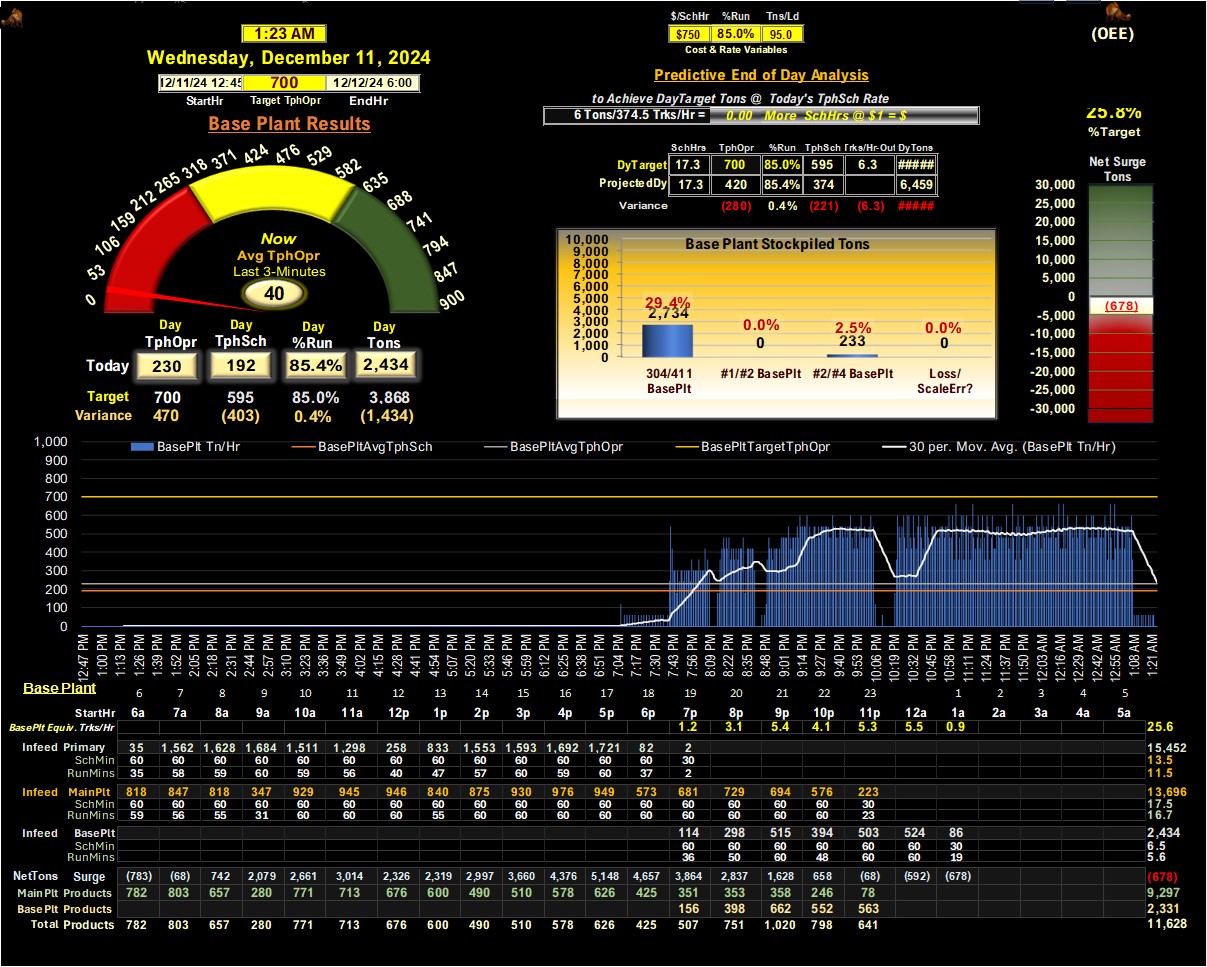 $/SchHr %Run Tns/Ld
$750 85.0% 95.0
Cost & Rate Variables
(OEE)
1:23 AM
Wednesday, December 11, 2024
12/11/24 12:45 700 12/12/24 6:00
StartHr Target TphOpr EndHr
Base Plant Results
Predictive End of Day Analysis
to Achieve DayTarget Tons @ Today's TphSch Rate
6 Tons/374.5 Trks/Hr = 0.00 More SchHrs @ $1 = $
25.8%
%Target
SchHrs TphOpr %Run TphSch Trks/Hr-Out DyTons
DyTarget 17.3 700 85.0% 595 6.3 #####
ProjectedDy 17.3 420 85.4% 374 6,459
Variance (280) 0.4% (221) (6.3) #####
Net Surge
Tons
30,000
25,000
20,000
15,000
10,000
5,000
0
(678)
-5,000
-10,000
-15,000
-20,000
-25,000
-30,000
0 53 106 159 212 265 318 371 424 476 529 582 635 688 741 794 847 900
Now
Avg TphOpr
Last 3-Minutes
40
Day Day Day Day
TphOpr TphSch %Run Tons
Today 230 192 85.4% 2,434
Target 700 595 85.0% 3,868
Variance 470 (403) 0.4% (1,434)
Base Plant Stockpiled Tons
10,000
9,000
8,000
7,000
6,000
5,000
4,000
3,000
2,000
1,000
0
29.4% 0.0% 2.5% 0.0%
2,734 0 233 0
304/411 #1/#2 BasePlt #2/#4 BasePlt Loss/
BasePlt ScaleErr?
BasePlt Tn/Hr BasePltAvgTphSch BasePltAvgTphOpr BasePltTargetTphOpr 30 per. Mov. Avg. (BasePlt Tn/Hr)
1,000
900
800
700
600
500
400
300
200
100
0
12:47 PM 1:00 PM 1:13 PM 1:26 PM 1:39 PM 1:52 PM 2:05 PM 2:18 PM 2:31 PM 2:44 PM 2:57 PM 3:10 PM 3:23 PM 3:36 PM 3:49 PM 4:02 PM 4:15 PM 4:28 PM 4:41 PM 4:54 PM 5:07 PM 5:20 PM 5:33 PM 5:46 PM 5:59 PM 6:12 PM 6:25 PM 6:38 PM 6:51 PM 7:04 PM 7:17 PM 7:30 PM 7:43 PM 7:56 PM 8:09 PM 8:22 PM 8:35 PM 8:48 PM 9:01 PM 9:14 PM 9:27 PM 9:40 PM 9:53 PM 10:06 PM 10:19 PM 10:32 PM 10:45 PM 10:58 PM 11:11 PM 11:24 PM 11:37 PM 11:50 PM 12:03 AM 12:16 AM 12:29 AM 12:42 AM 12:55 AM 1:08 AM 1:21 AM
Base Plant 6 7 8 9 10 11 12 13 14 15 16 17 18 19 20 21 22 23 1 2 3 4 5
StartHr 6a 7a 8a 9a 10a 11a 12p 1p 2p 3p 4p 5p 6p 7p 8p 9p 10p 11p 12a 1a 2a 3a 4a 5a
BasePlt Equiv. Trks/Hr 1.2 3.1 5.4 4.1 5.3 5.5 0.9 25.6
Infeed Primary 35 1,562 1,628 1,684 1,511 1,298 258 833 1,553 1,593 1,692 1,721 82 2 15,452
SchMin 60 60 60 60 60 60 60 60 60 60 60 60 60 30 13.5
RunMins 35 58 59 60 59 56 40 47 57 60 59 60 37 2 11.5
Infeed MainPlt 818 847 818 347 929 945 946 840 875 930 976 949 573 681 729 694 576 223 13,696
SchMin 60 60 60 60 60 60 60 60 60 60 60 60 60 60 60 60 60 30 17.5
RunMins 59 56 55 31 60 60 60 55 60 60 60 60 60 60 60 60 60 23 16.7
Infeed BasePlt 114 298 515 394 503 524 86 2,434
SchMin 60 60 60 60 60 60 30 6.5
RunMins 36 50 60 48 60 60 19 5.6
NetTons Surge (783) (68) 742 2,079 2,661 3,014 2,326 2,319 2,997 3,660 4,376 5,148 4,657 3,864 2,837 1,628 658 (68) (592) (678) (678)
MainPlt Products 782 803 657 280 771 713 676 600 490 510 578 626 425 351 353 358 246 78 9,297
BasePlt Products 156 398 662 552 563 2,331
Total Products 782 803 657 280 771 713 676 600 490 510 578 626 425 507 751 1,020 798 641 11,628